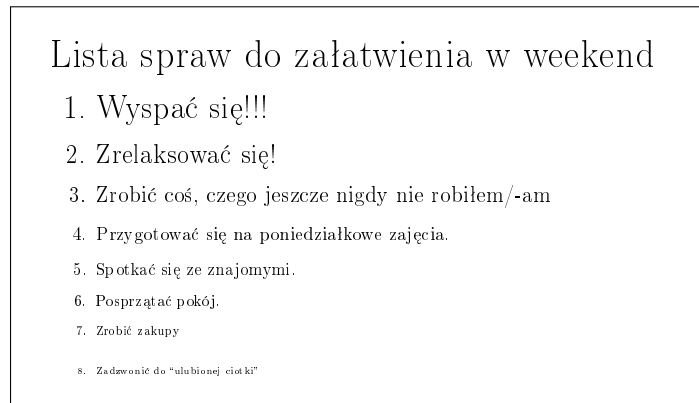 Lista spraw do załatwienia w weekend
1. Wyspać się!!!
2. Zrelaksować się!
3. Zrobić coś, czego jeszcze nigdy nie robiłem/-am
4. Przygotować się na poniedziałkowe zajęcia.
5. Spotkać się ze znajomymi.
6. Posprzątać pokój.
7. Zrobić zakupy
8. Zadzwonić do “ulubionej ciotki”